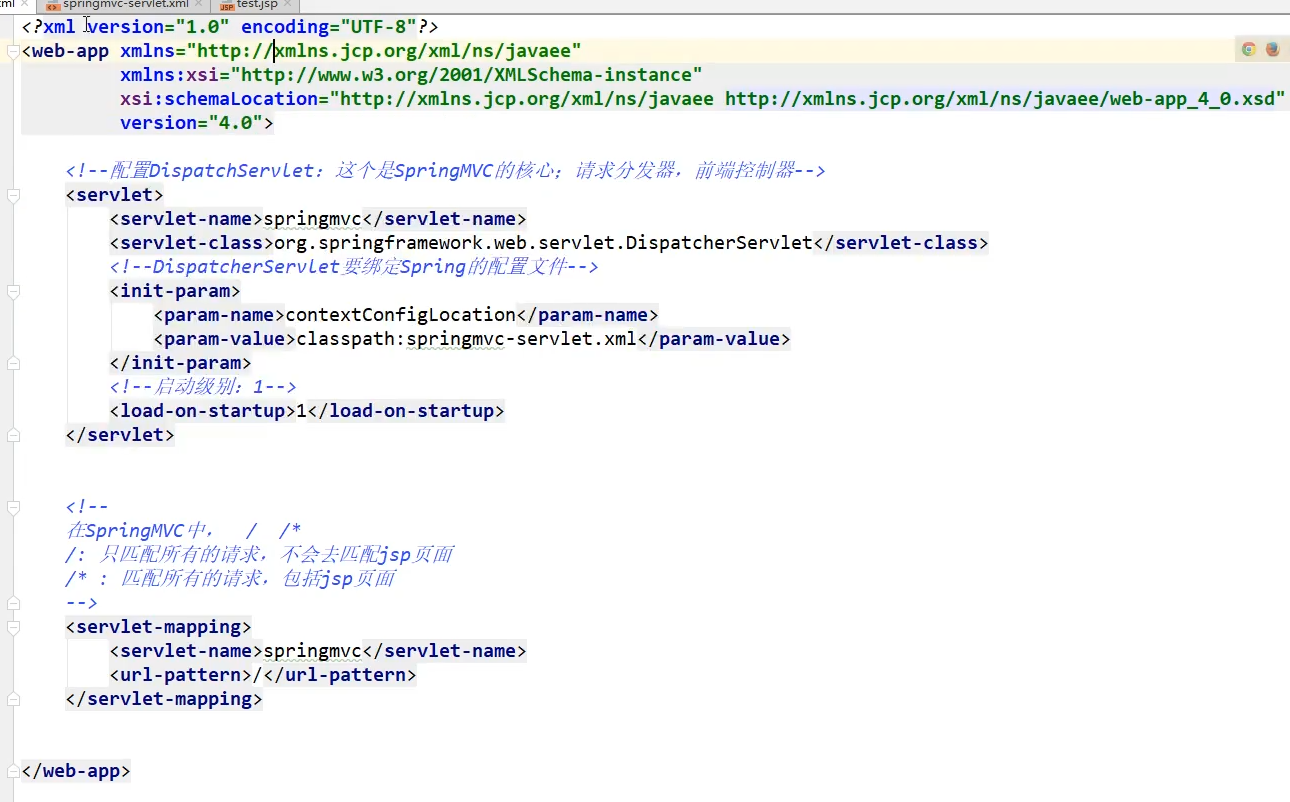 springmvc-servlet.xml test.jsp
<?xml version="1.0" encoding="UTF-8"?>
<web-app xmlns="http://xmlns.jcp.org/xml/ns/javaee"
xmlns:xsi="http://www.w3.org/2001/XMLSchema-instance"
xsi:schemaLocation="http://xmlns.jcp.org/xml/ns/javaee http://xmlns.jcp.org/xml/ns/javaee/web-app_4_0.xsd"
version="4.0">
<!--配置DispatchServlet：这个是SpringMVC的核心；请求分发器，前端控制器-->
<servlet>
<servlet-name>springmvc</servlet-name>
<servlet-class>org.springframework.web.servlet.DispatcherServlet</servlet-class>
<!--DispatcherServlet要绑定Spring的配置文件-->
<init-param>
<param-name>contextConfigLocation</param-name>
<param-value>classpath:springmvc-servlet.xml</param-value>
</init-param>
<!--启动级别：1-->
<load-on-startup>1</load-on-startup>
</servlet>
<!--
在SpringMVC中， / /*
/: 只匹配所有的请求，不会去匹配jsp页面
/* : 匹配所有的请求，包括jsp页面
-->
<servlet-mapping>
<servlet-name>springmvc</servlet-name>
<url-pattern>/</url-pattern>
</servlet-mapping>
</web-app>